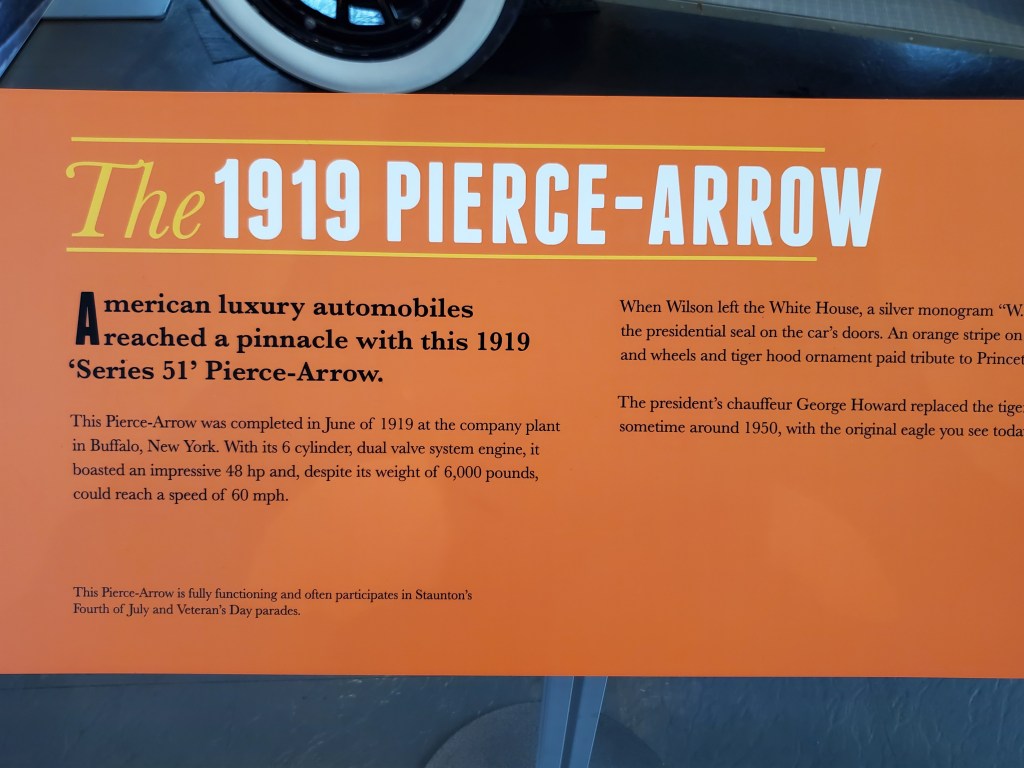 The 1919 PIERCE-ARROW
American luxury automobiles
reached a pinnacle with this 1919
‘Series 51’ Pierce-Arrow.
This Pierce-Arrow was completed in June of 1919 at the company plant
in Buffalo, New York. With its 6 cylinder, dual valve system engine, it
boasted an impressive 48 hp and, despite its weight of 6,000 pounds,
could reach a speed of 60 mph.
This Pierce-Arrow is fully functioning and often participates in Staunton’s
Fourth of July and Veteran’s Day parades.
When Wilson left the White House, a silver monogram “W.
the presidential seal on the car’s doors. An orange stripe on
and wheels and tiger hood ornament paid tribute to
The president’s chauffeur George Howard replaced the
sometime around 1950, with the original eagle you see